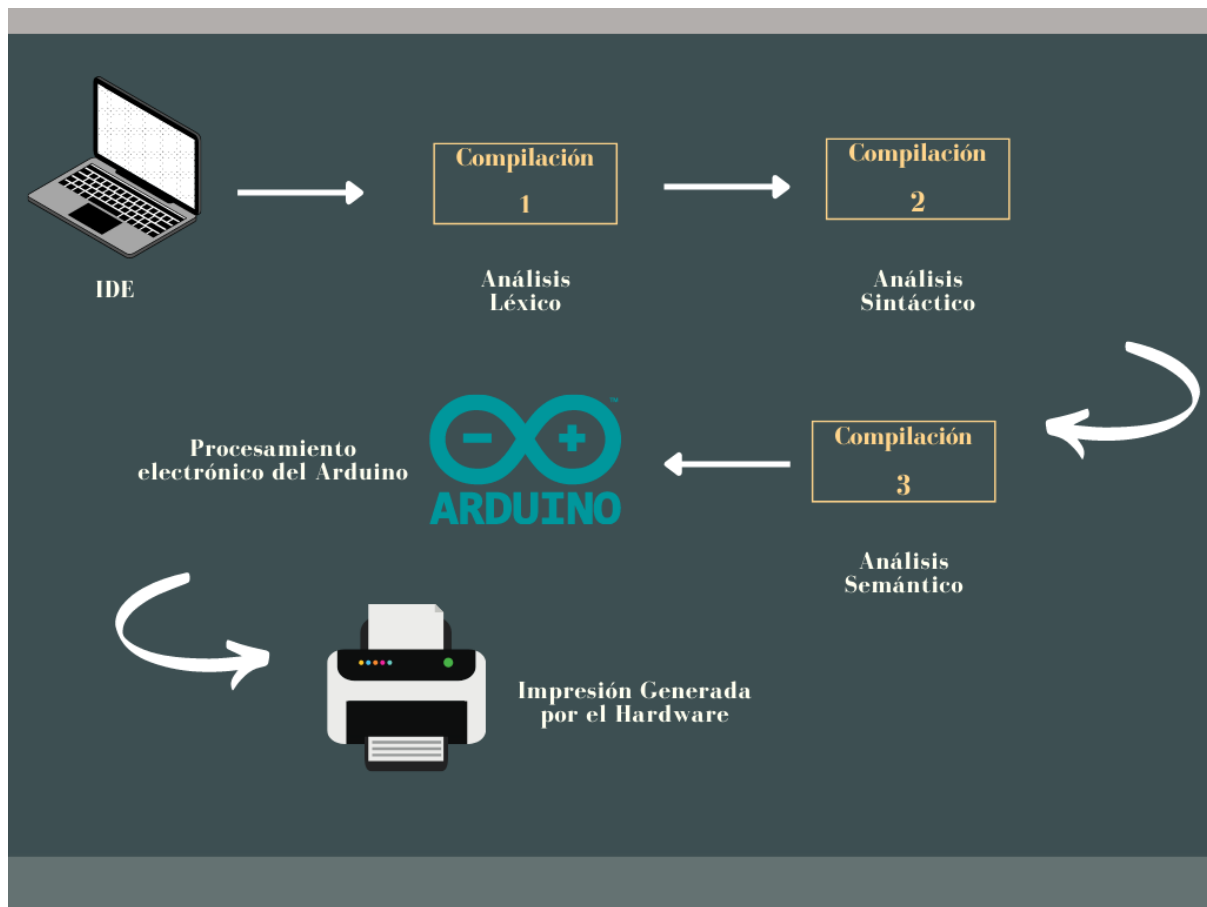 IDE
Compilación
1
Análisis
Léxico
Compilación
2
Análisis
Sintáctico
Compilación
3
Análisis
Semántico
ARDUINO
™
Procesamiento
electrónico del Arduino
Impresión Generada
por el Hardware